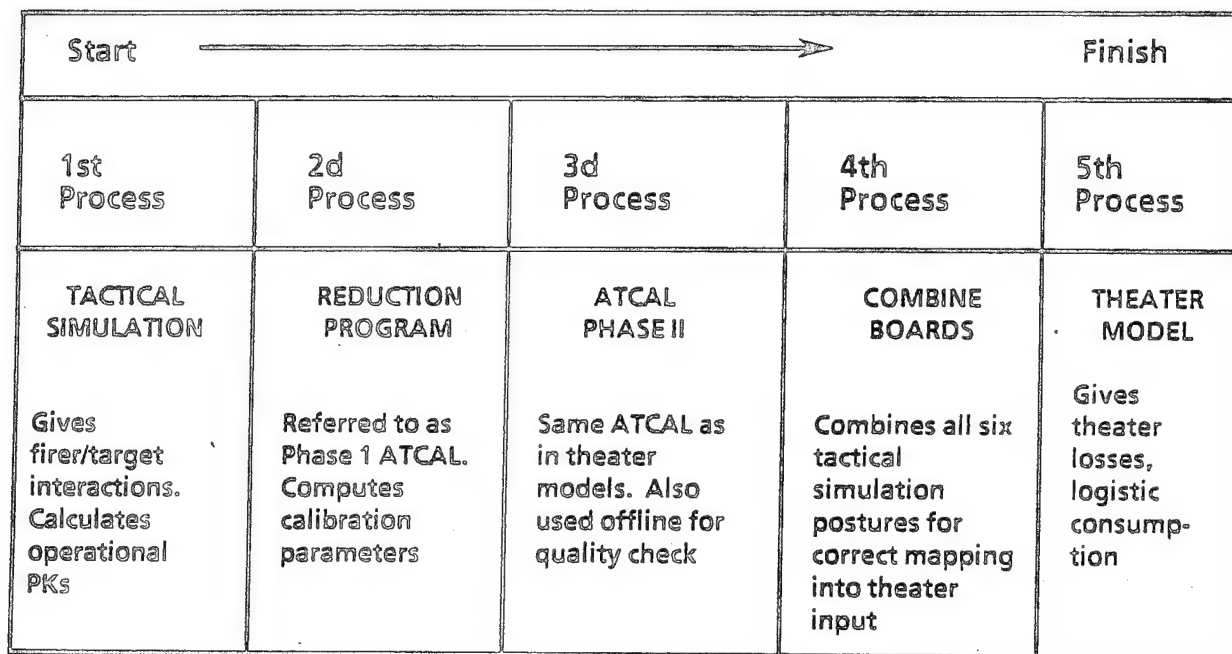 Start
Finish
1st
Process
2d
Process
3d
Process
4th
Process
5th
Process
TACTICAL
SIMULATION
Gives
firer/target
interactions.
Calculates
operational
PKs
REDUCTION
PROGRAM
Referred to as
Phase 1 ATCAL.
Computes
calibration
parameters
ATCAL
PHASE II
Same ATCAL as
in theater
models. Also
used offline for
quality check
COMBINE
BOARDS
Combines all six
tactical
simulation
postures for
correct mapping
into theater
input
THEATER
MODEL
Gives
theater
losses,
logistic
consump-
tion